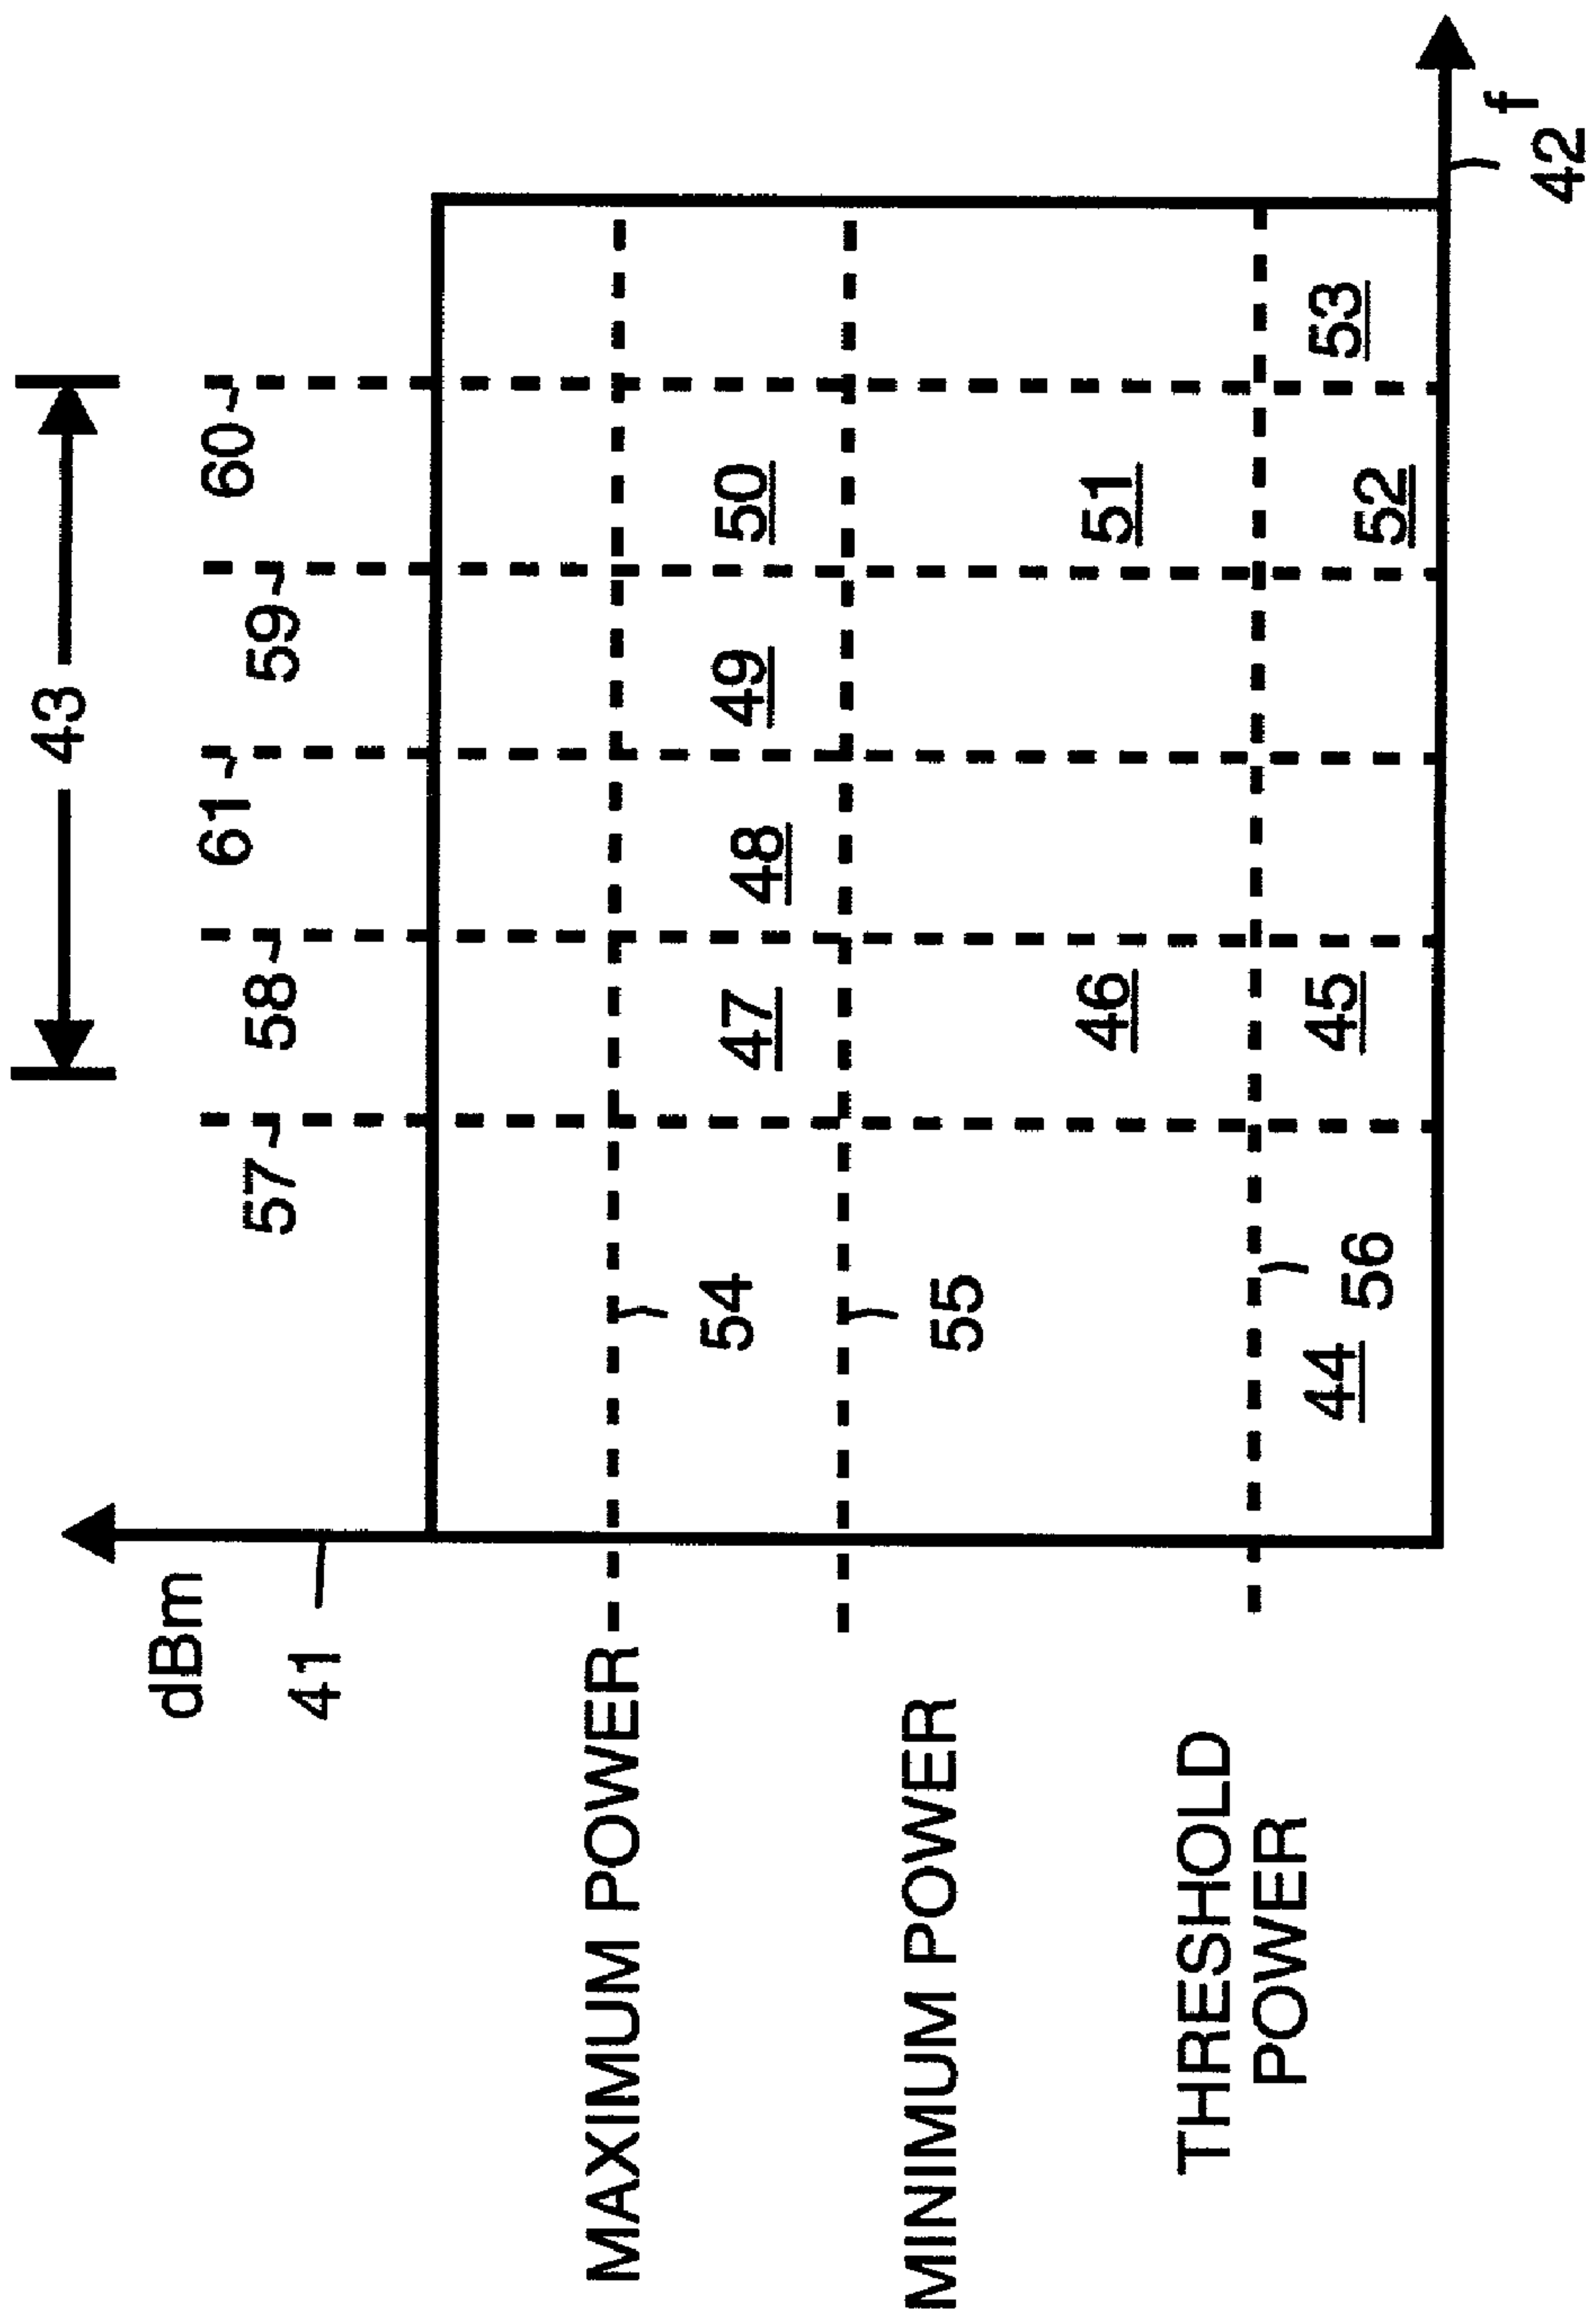 43
57 58 61 59 60
dBm
41
MAXIMUM POWER
54 47 48 49 50
MINIMUM POWER
55 46 51
THRESHOLD
POWER
44 56 45 52 53
f
42